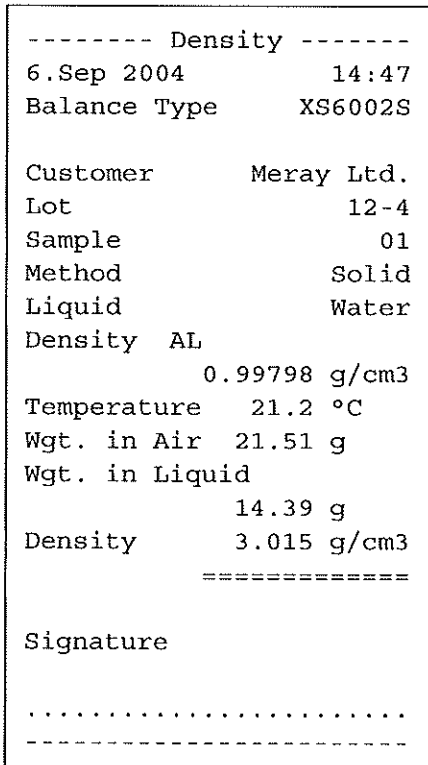 -------- Density -------
6.Sep 2004 14:47
Balance Type XS6002S
Customer Meray Ltd.
Lot 12-4
Sample 01
Method Solid
Liquid Water
Density AL
0.99798 g/cm3
Temperature 21.2 °C
Wgt. in Air 21.51 g
Wgt. in Liquid
14.39 g
Density 3.015 g/cm3
=============
Signature
........................
------------------------